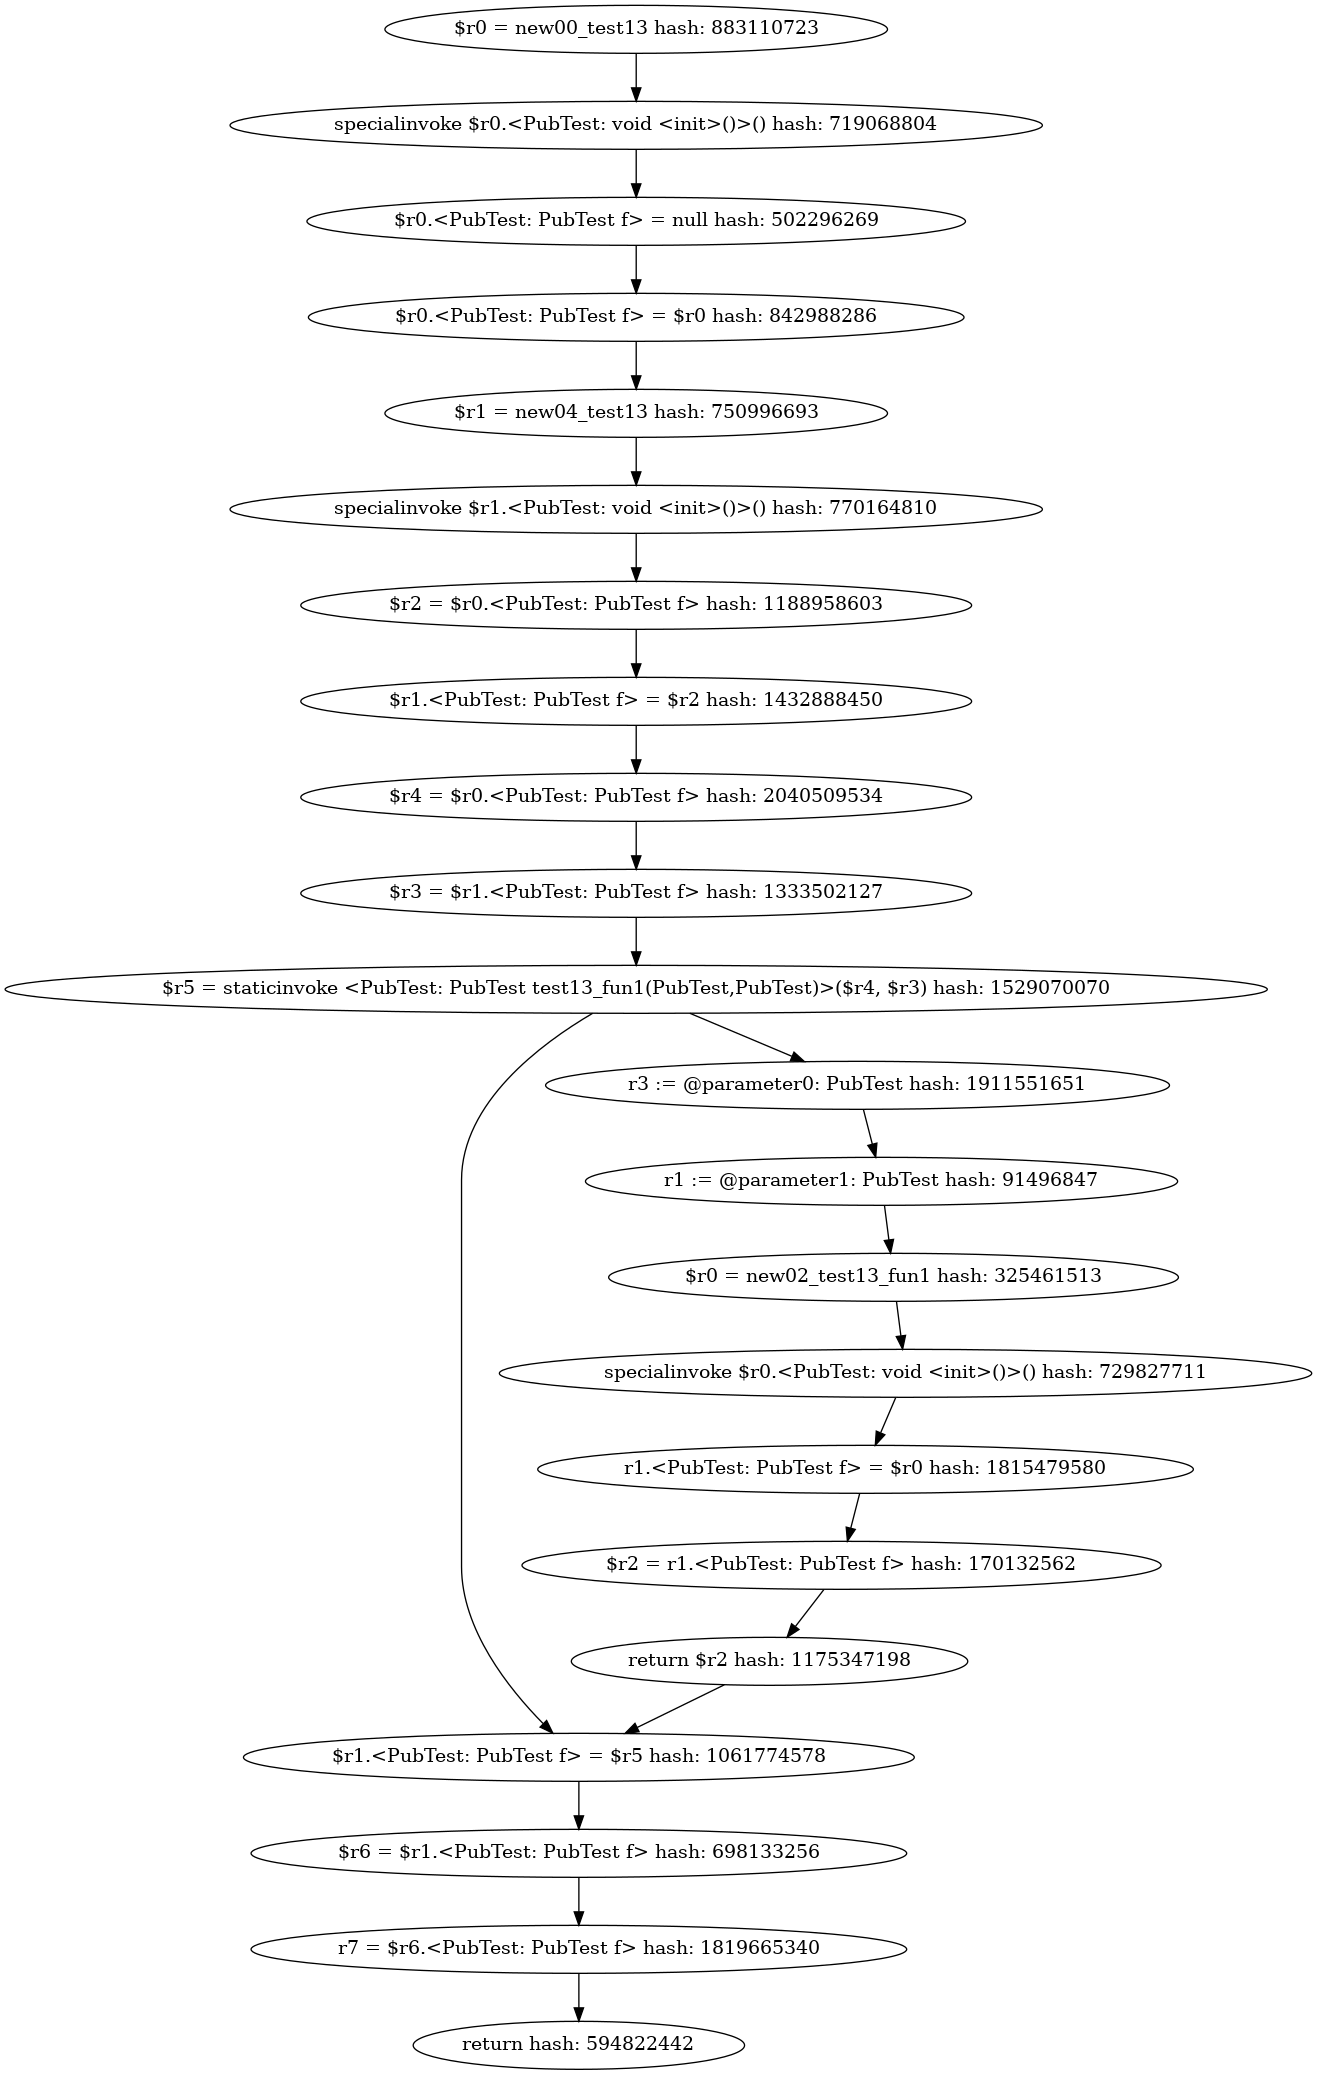 $r0 = new00_test13 hash: 883110723
specialinvoke $r0.<PubTest: void <init>()>() hash: 719068804
$r0.<PubTest: PubTest f> = null hash: 502296269
$r0.<PubTest: PubTest f> = $r0 hash: 842988286
$r1 = new04_test13 hash: 750996693
specialinvoke $r1.<PubTest: void <init>()>() hash: 770164810
$r2 = $r0.<PubTest: PubTest f> hash: 1188958603
$r1.<PubTest: PubTest f> = $r2 hash: 1432888450
$r4 = $r0.<PubTest: PubTest f> hash: 2040509534
$r3 = $r1.<PubTest: PubTest f> hash: 1333502127
$r5 = staticinvoke <PubTest: PubTest test13_fun1(PubTest,PubTest)>($r4, $r3) hash: 1529070070
r3 := @parameter0: PubTest hash: 1911551651
r1 := @parameter1: PubTest hash: 91496847
$r0 = new02_test13_fun1 hash: 325461513
specialinvoke $r0.<PubTest: void <init>()>() hash: 729827711
r1.<PubTest: PubTest f> = $r0 hash: 1815479580
$r2 = r1.<PubTest: PubTest f> hash: 170132562
return $r2 hash: 1175347198
$r1.<PubTest: PubTest f> = $r5 hash: 1061774578
$r6 = $r1.<PubTest: PubTest f> hash: 698133256
r7 = $r6.<PubTest: PubTest f> hash: 1819665340
return hash: 594822442